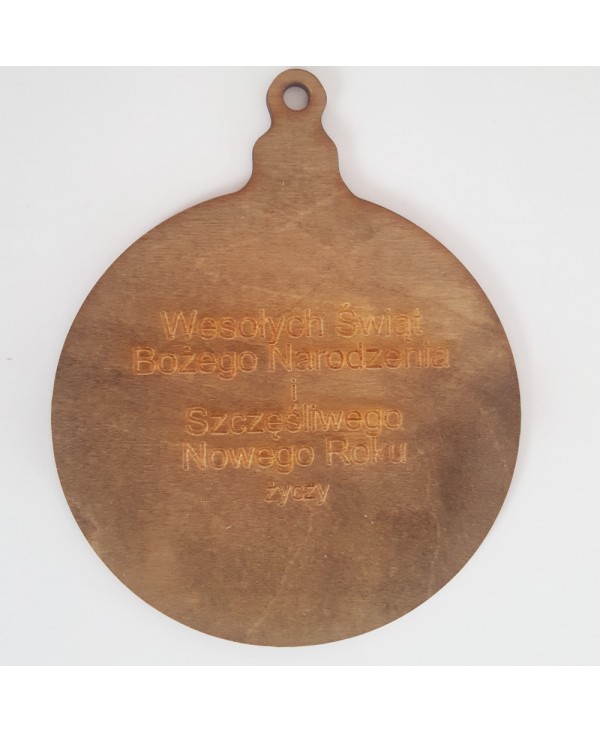 Wesołych Świąt
Bożego Narodzenia
i
Szczęśliwego
Nowego Roku
życzy